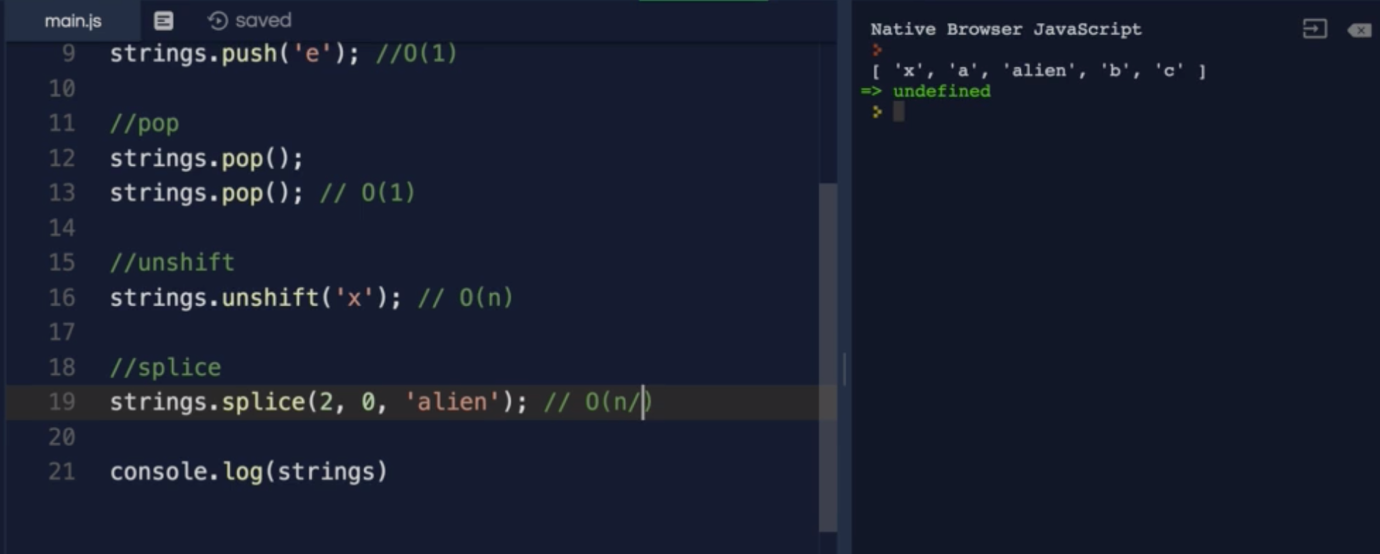 main.js
saved
9 strings.push('e'); //O(1)
10
11 //pop
12 strings.pop();
13 strings.pop(); // O(1)
14
15 //unshift
16 strings.unshift('x'); // O(n)
17
18 //splice
19 strings.splice(2, 0, 'alien'); // O(n/)
20
21 console.log(strings)
Native Browser JavaScript
>
[ 'x', 'a', 'alien', 'b', 'c' ]
=> undefined
>